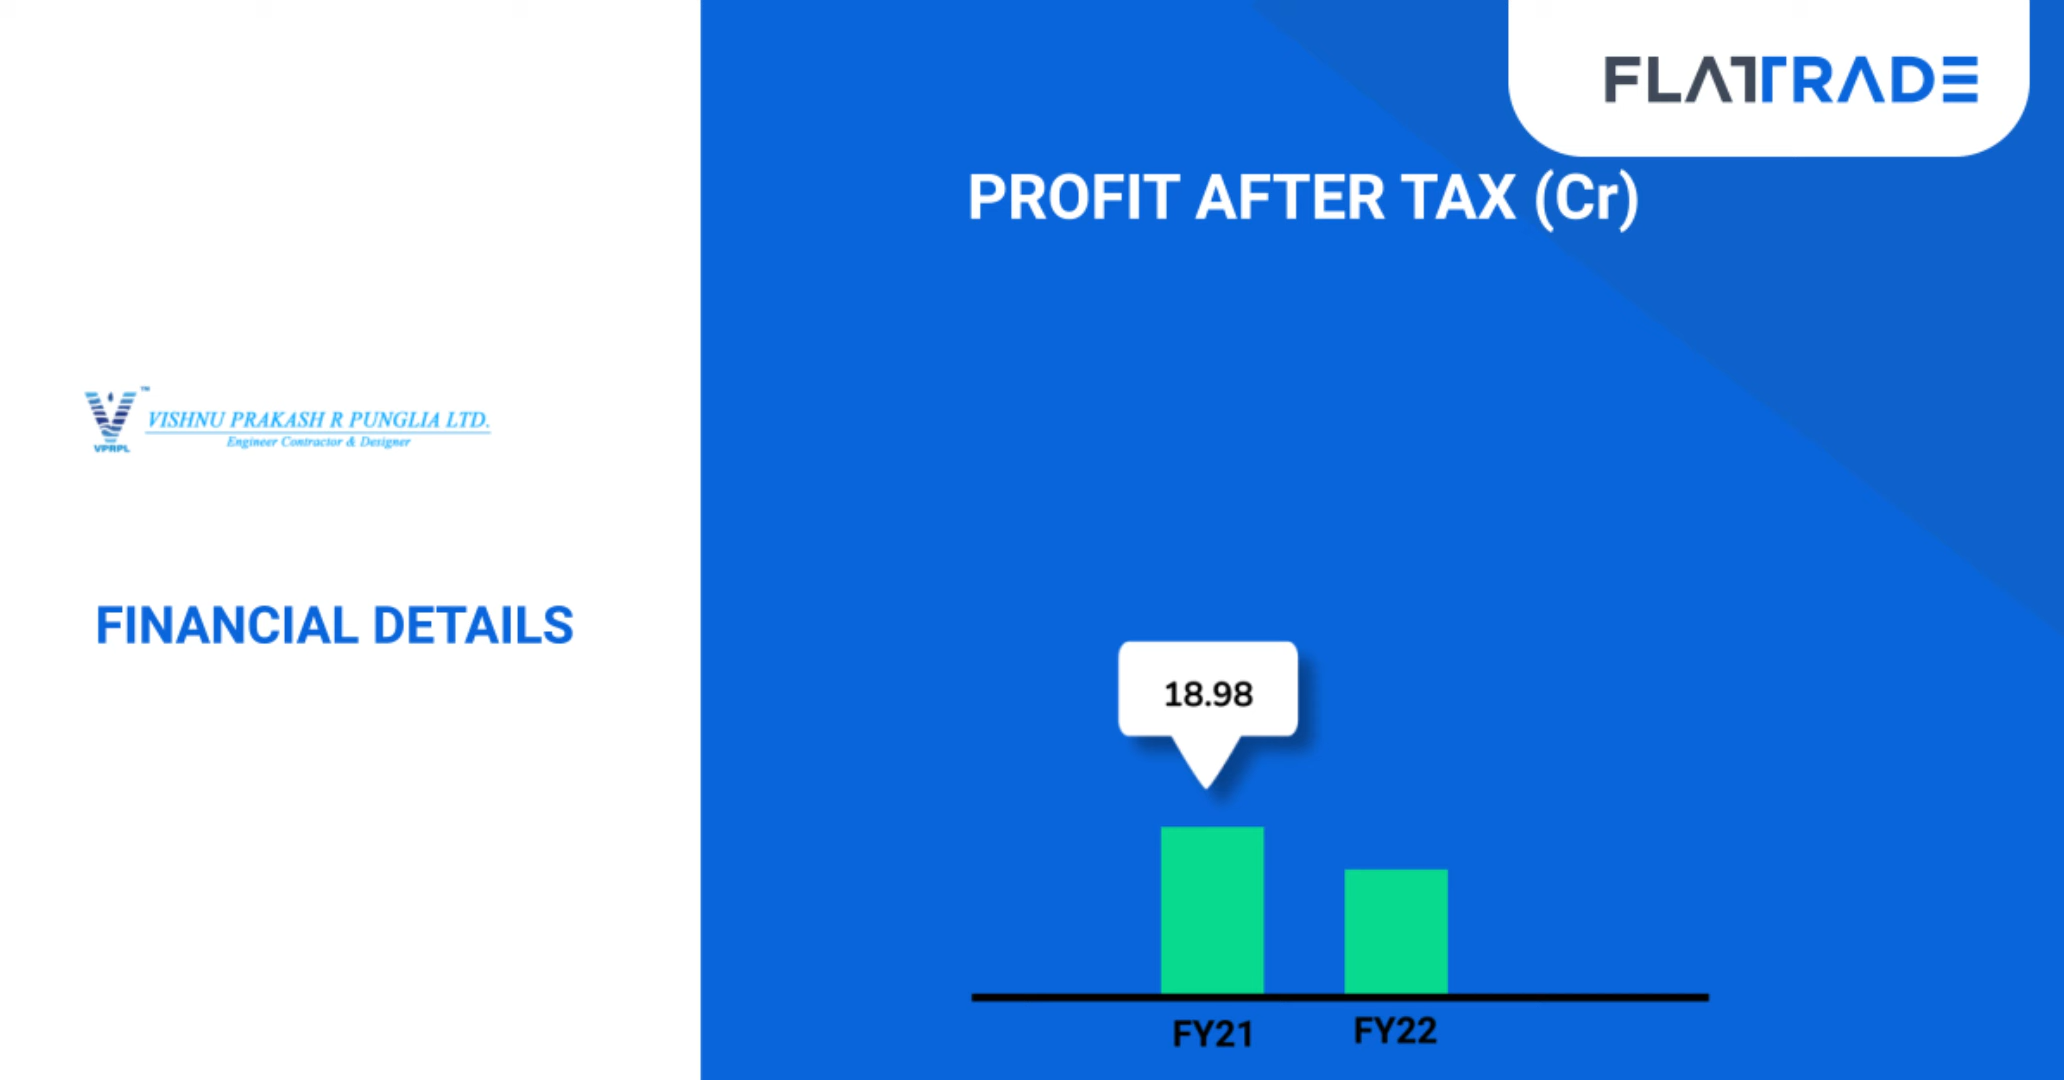 FLATTRADE
PROFIT AFTER TAX (Cr)
TM
VISHNU PRAKASH R PUNGLIA LTD.
Engineer Contractor & Designer
VPRPL
FINANCIAL DETAILS
18.98
FY21
FY22